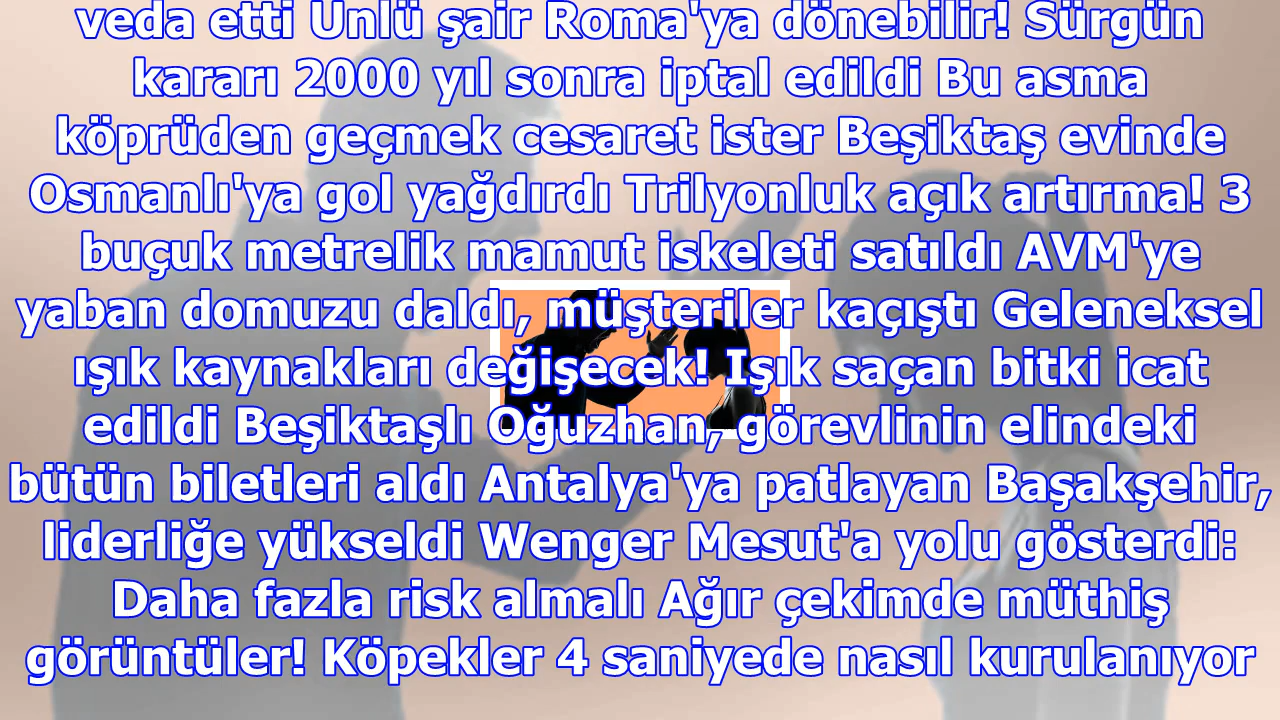 veda etti Ünlü şair Roma'ya dönebilir! Sürgün
kararı 2000 yıl sonra iptal edildi Bu asma
köprüden geçmek cesaret ister Beşiktaş evinde
Osmanlı'ya gol yağdırdı Trilyonluk açık artırma! 3
buçuk metrelik mamut iskeleti satıldı AVM'ye
yaban domuzu daldı, müşteriler kaçıştı Geleneksel
ışık kaynakları değişecek! Işık saçan bitki icat
edildi Beşiktaşlı Oğuzhan, görevlinin elindeki
bütün biletleri aldı Antalya'ya patlayan Başakşehir,
liderliğe yükseldi Wenger Mesut'a yolu gösterdi:
Daha fazla risk almalı Ağır çekimde müthiş
görüntüler! Köpekler 4 saniyede nasıl kurulanıyor